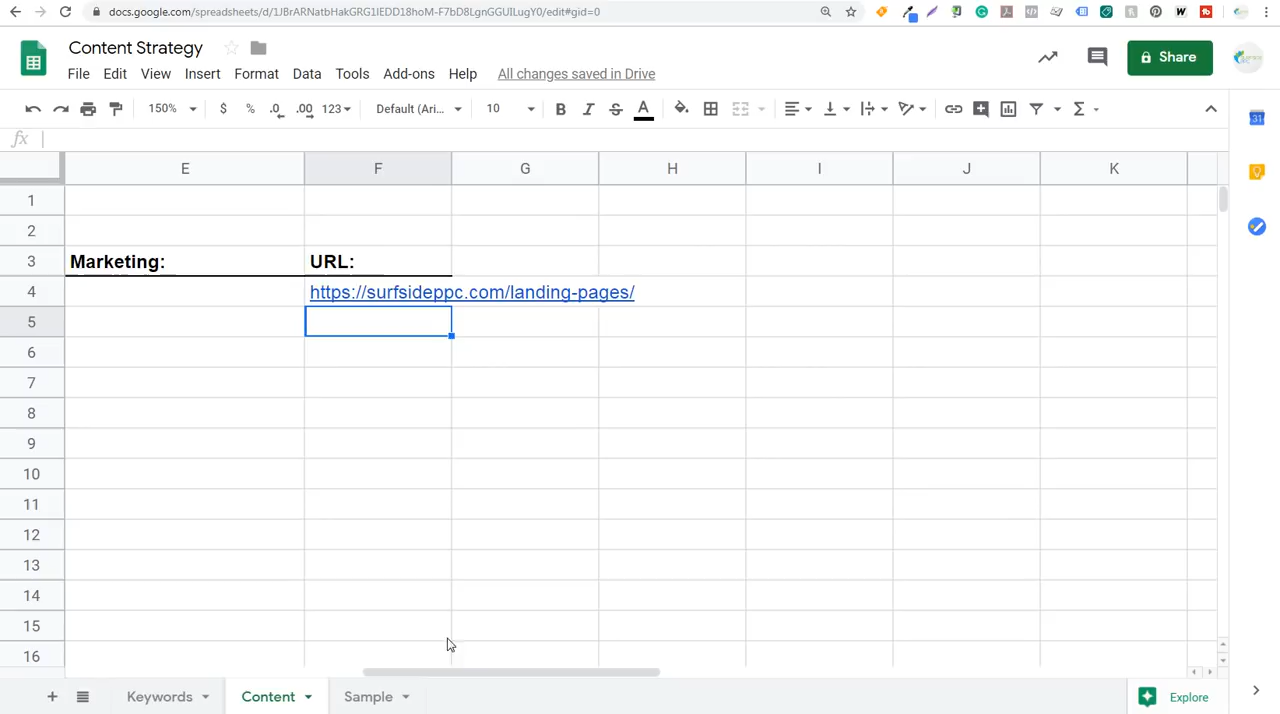 docs.google.com/spreadsheets/d/1JBrARNatbHakGRG1IEDD18hoM-F7bD8LgnGGUILugY0/edit#gid=0
Content Strategy
File Edit View Insert Format Data Tools Add-ons Help All changes saved in Drive
Share
150% $ % .0 .00 123 Default (Ari... 10 B I S A Σ
fx
E F G H I J K
1
2
3 Marketing: URL:
4 https://surfsideppc.com/landing-pages/
5
6
7
8
9
10
11
12
13
14
15
16
+ Keywords Content Sample Explore
31